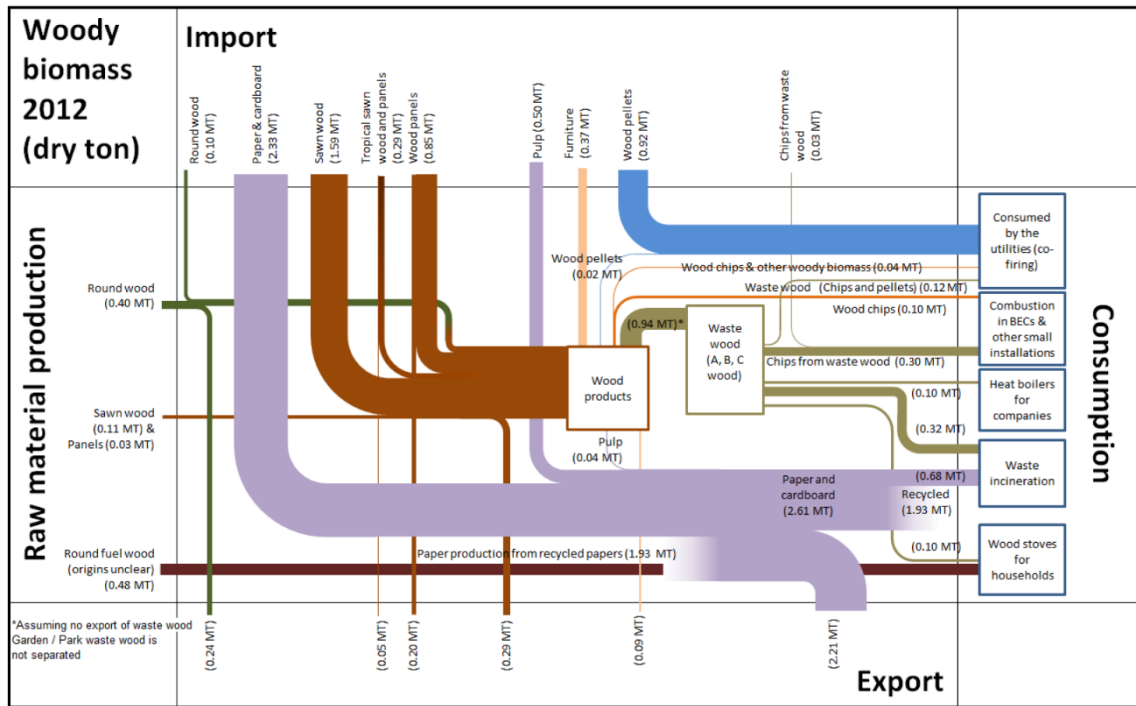 Woody
biomass
2012
(dry ton)
Import
Round wood
(0.10 MT)
Paper & cardboard
(2.33 MT)
Sawn wood
(1.59 MT)
Tropical sawn
wood and panels
(0.29 MT)
Wood panels
(0.85 MT)
Pulp (0.50 MT)
Furniture
(0.37 MT)
Wood pellets
(0.92 MT)
Chips from waste
wood (0.03 MT)
Raw material production
Round wood
(0.40 MT)
Sawn wood
(0.11 MT) &
Panels (0.03 MT)
Round fuel wood
(origins unclear)
(0.48 MT)
Wood pellets
(0.02 MT)
Wood chips & other woody biomass (0.04 MT)
Waste wood (Chips and pellets) (0.12 MT)
Wood chips (0.10 MT)
(0.94 MT)*
Waste
wood
(A, B, C
wood)
Chips from waste wood (0.30 MT)
Wood
products
(0.10 MT)
(0.32 MT)
Pulp
(0.04 MT)
(0.68 MT)
Paper and
cardboard
(2.61 MT)
Recycled
(1.93 MT)
(0.10 MT)
Paper production from recycled papers (1.93 MT)
Consumed
by the
utilities (co-
firing)
Combustion
in BECs &
other small
installations
Heat boilers
for
companies
Waste
incineration
Wood stoves
for
households
Consumption
*Assuming no export of waste wood
Garden / Park waste wood is
not separated
(0.24 MT)
(0.05 MT)
(0.20 MT)
(0.29 MT)
(0.09 MT)
(2.21 MT)
Export